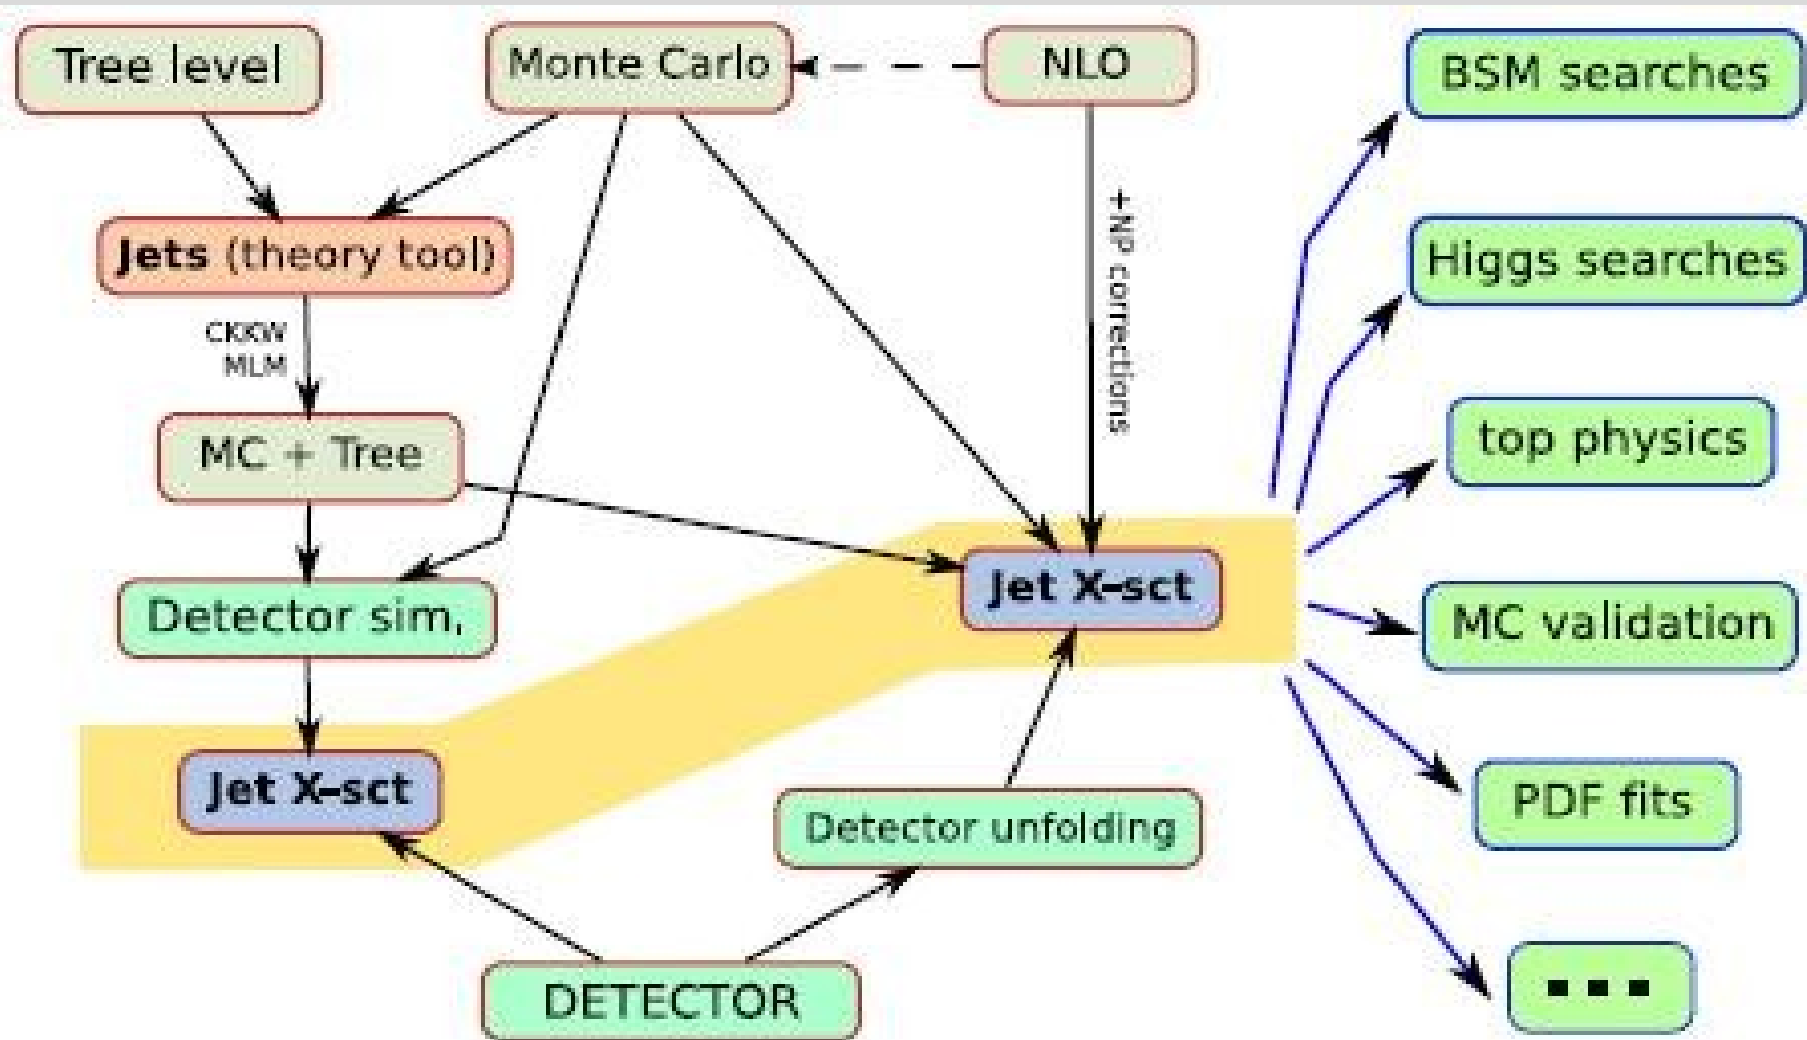 Tree level
Monte Carlo
NLO
BSM searches
Jets (theory tool)
+NP corrections
Higgs searches
CKKW
MLM
MC + Tree
top physics
Detector sim,
Jet X-sct
MC validation
Jet X-sct
Detector unfolding
PDF fits
DETECTOR
...